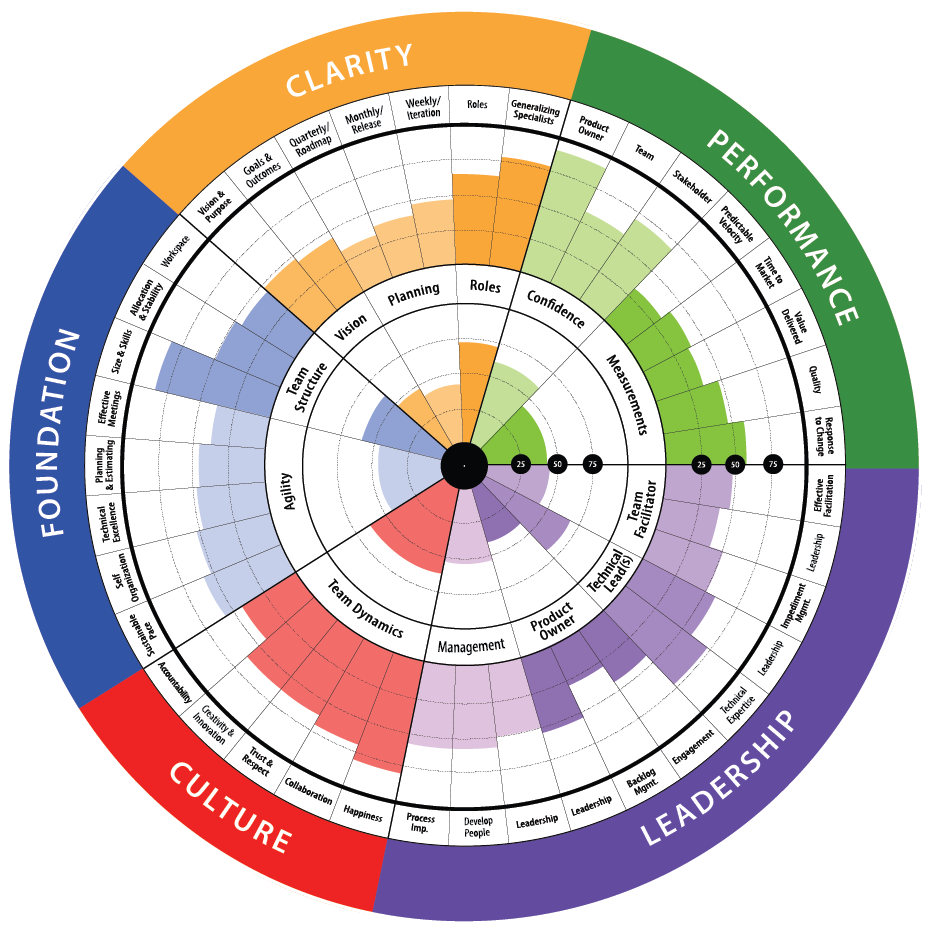 CLARITY
PERFORMANCE
LEADERSHIP
CULTURE
FOUNDATION
Vision &
Purpose
Goals &
Outcomes
Quarterly/
Roadmap
Monthly/
Release
Weekly/
Iteration
Roles
Generalizing
Specialists
Product
Owner
Team
Stakeholder
Predictable
Velocity
Time to
Market
Value
Delivered
Quality
Response
to Change
Effective
Facilitation
Leadership
Impediment
Mgmt.
Leadership
Technical
Expertise
Engagement
Backlog
Mgmt.
Leadership
Leadership
Develop
People
Process
Imp.
Happiness
Collaboration
Trust &
Respect
Creativity &
Innovation
Accountability
Sustainable
Pace
Self
Organization
Technical
Excellence
Planning
& Estimating
Effective
Meetings
Size & Skills
Allocation
& Stability
Workspace
Vision
Planning
Roles
Confidence
Measurements
Team
Facilitator
Technical
Lead(s)
Product
Owner
Management
Team Dynamics
Agility
Team
Structure
25
50
75
25
50
75